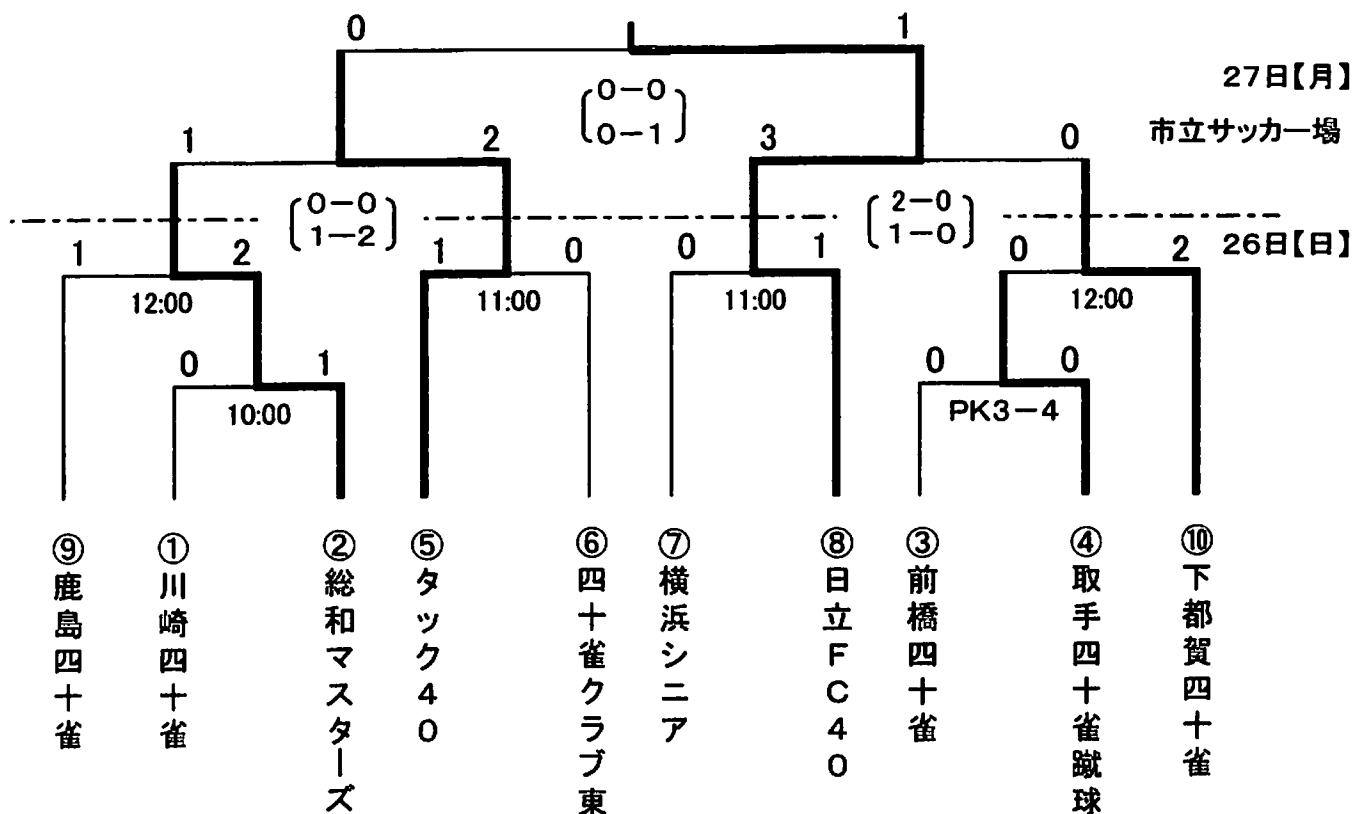 0 1
27日【月】
0-0
0-1
市立サッカー場
1 2 3 0
0-0
1-2
2-0
1-0
26日【日】
1 2 1 0 0 1 0 2
12:00 11:00 11:00 12:00
0 1 0 0
10:00 PK3-4
⑨鹿島四十雀
①川崎四十雀
②総和マスターズ
⑤タック40
⑥四十雀クラブ東
⑦横浜シニア
⑧日立FC40
③前橋四十雀
④取手四十雀蹴球
⑩下都賀四十雀